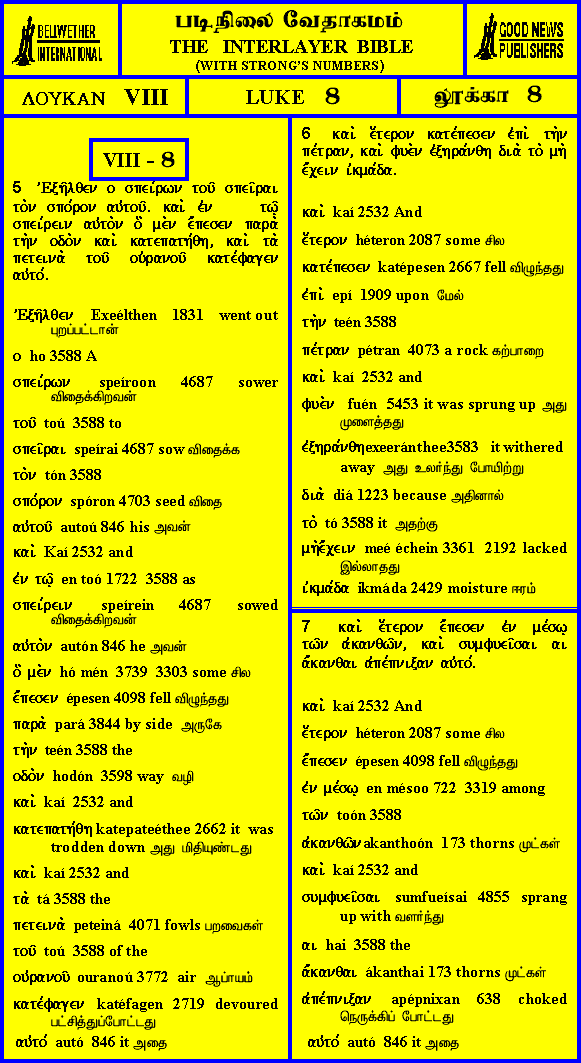 BELLWETHER
INTERNATIONAL
படிநிலை வேதாகமம்
THE INTERLAYER BIBLE
(WITH STRONG'S NUMBERS)
GOOD NEWS
PUBLISHERS
ΛΟΥΚΑΝ VIII
LUKE 8
லூக்கா 8
VIII - 8
5 Ἐξῆλθεν ο σπείρων τοῦ σπεῖραι
τὸν σπόρον αὐτοῦ. καὶ ἐν τῷ
σπείρειν αὐτὸν ὃ μὲν ἔπεσεν παρὰ
τὴν οδὸν καὶ κατεπατήθη, καὶ τὰ
πετεινὰ τοῦ οὐρανοῦ κατέφαγεν
αὐτό.
Ἐξῆλθεν Exeélthen 1831 went out
புறப்பட்டான்
ο ho 3588 A
σπείρων speíroon 4687 sower
விதைக்கிறவன்
τοῦ toú 3588 to
σπεῖραι speírai 4687 sow விதைக்க
τὸν tón 3588
σπόρον spóron 4703 seed விதை
αὐτοῦ autoú 846 his அவன்
καὶ Kaí 2532 and
ἐν τῷ en toó 1722 3588 as
σπείρειν speírein 4687 sowed
விதைக்கிறவன்
αὐτὸν autón 846 he அவன்
ὃ μὲν hó mén 3739 3303 some சில
ἔπεσεν épesen 4098 fell விழுந்தது
παρὰ pará 3844 by side அருகே
τὴν teén 3588 the
οδὸν hodón 3598 way வழி
καὶ kaí 2532 and
κατεπατήθη katepateéthee 2662 it was
trodden down அது மிதியுண்டது
καὶ kaí 2532 and
τὰ tá 3588 the
πετεινὰ peteiná 4071 fowls பறவைகள்
τοῦ toú 3588 of the
οὐρανοῦ ouranoú 3772 air ஆபாயம்
κατέφαγεν katéfagen 2719 devoured
பட்சித்துப்போட்டது
αὐτό autó 846 it அதை
6 καὶ ἕτερον κατέπεσεν ἐπὶ τὴν
πέτραν, καὶ φυὲν ἐξηράνθη διὰ τὸ μὴ
ἔχειν ἰκμάδα.
καὶ kaí 2532 And
ἕτερον héteron 2087 some சில
κατέπεσεν katépesen 2667 fell விழுந்தது
ἐπὶ epí 1909 upon மேல்
τὴν teén 3588
πέτραν pétran 4073 a rock கற்பாறை
καὶ kaí 2532 and
φυὲν fuén 5453 it was sprung up அது
முளைத்தது
ἐξηράνθη exeeránthee3583 it withered
away அது உலர்ந்து போயிற்று
διὰ diá 1223 because அதினால்
τὸ tó 3588 it அதற்கு
μὴ ἔχειν meé échein 3361 2192 lacked
இல்லாதது
ἰκμάδα ikmáda 2429 moisture ஈரம்
7 καὶ ἕτερον ἔπεσεν ἐν μέσῳ
τῶν ἀκανθῶν, καὶ συμφυεῖσαι αι
ἄκανθαι ἀπέπνιξαν αὐτό.
καὶ kaí 2532 And
ἕτερον héteron 2087 some சில
ἔπεσεν épesen 4098 fell விழுந்தது
ἐν μέσῳ en mésoo 722 3319 among
τῶν toón 3588
ἀκανθῶν akanthoón 173 thorns முட்கள்
καὶ kaí 2532 and
συμφυεῖσαι sumfueísai 4855 sprang
up with வளர்ந்து
αι hai 3588 the
ἄκανθαι ákanthai 173 thorns முட்கள்
ἀπέπνιξαν apépnixan 638 choked
நெருக்கிப் போட்டது
αὐτό autó 846 it அதை